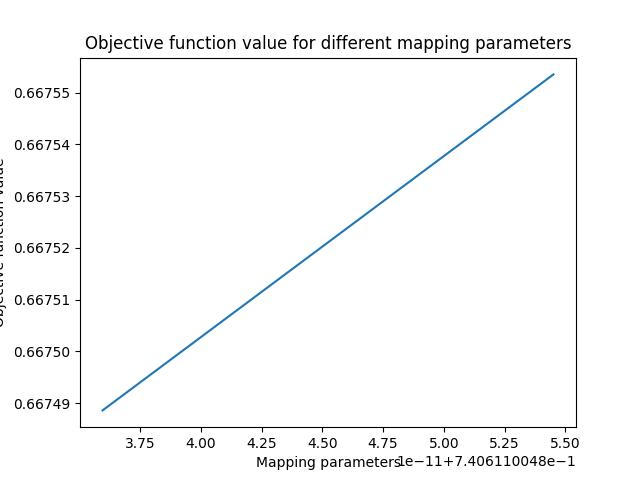 Objective function value for different mapping parameters
Objective function value
0.66755
0.66754
0.66753
0.66752
0.66751
0.66750
0.66749
3.75 4.00 4.25 4.50 4.75 5.00 5.25 5.50
Mapping parameters
1e−11+7.406110048e−1